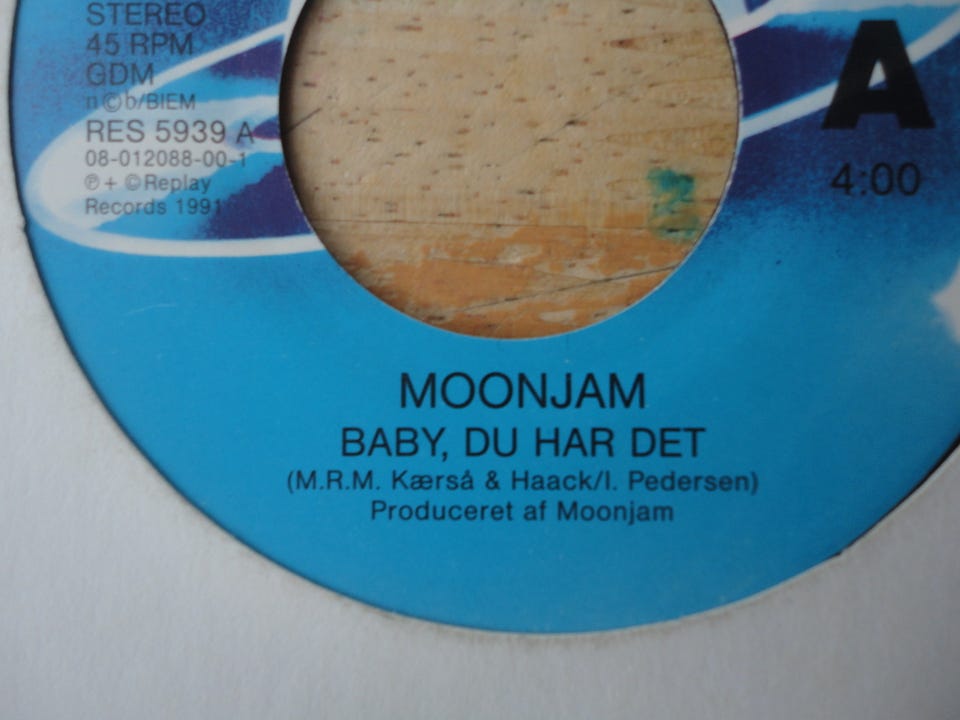 STEREO
45 RPM
GDM
n©b/BIEM
RES 5939 A
08-012088-00-1
℗ + © Replay
Records 1991
A
4:00
MOONJAM
BABY, DU HAR DET
(M.R.M. Kærså & Haack/I. Pedersen)
Produceret af Moonjam